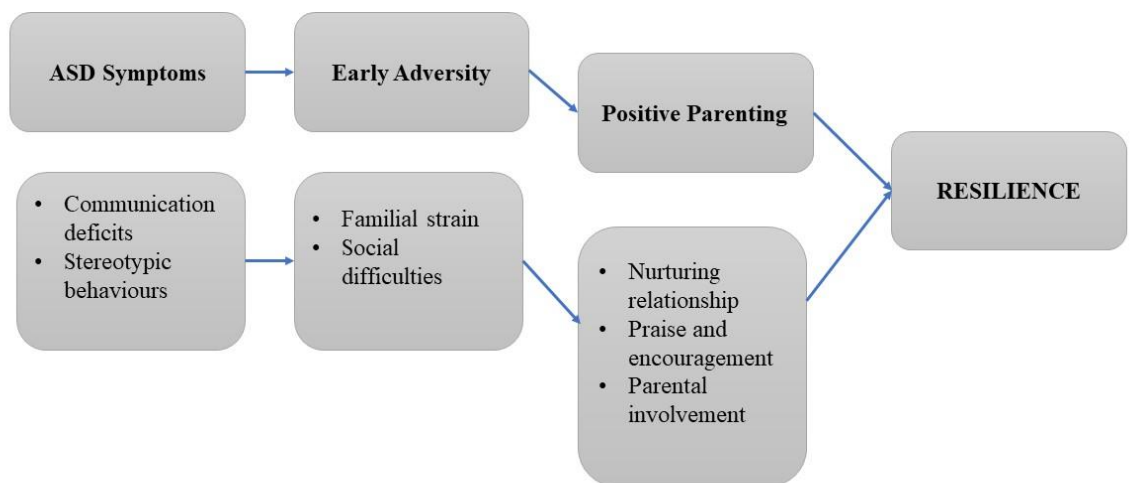 ASD Symptoms
Early Adversity
Positive Parenting
RESILIENCE
• Communication
deficits
• Stereotypic
behaviours
• Familial strain
• Social
difficulties
• Nurturing
relationship
• Praise and
encouragement
• Parental
involvement